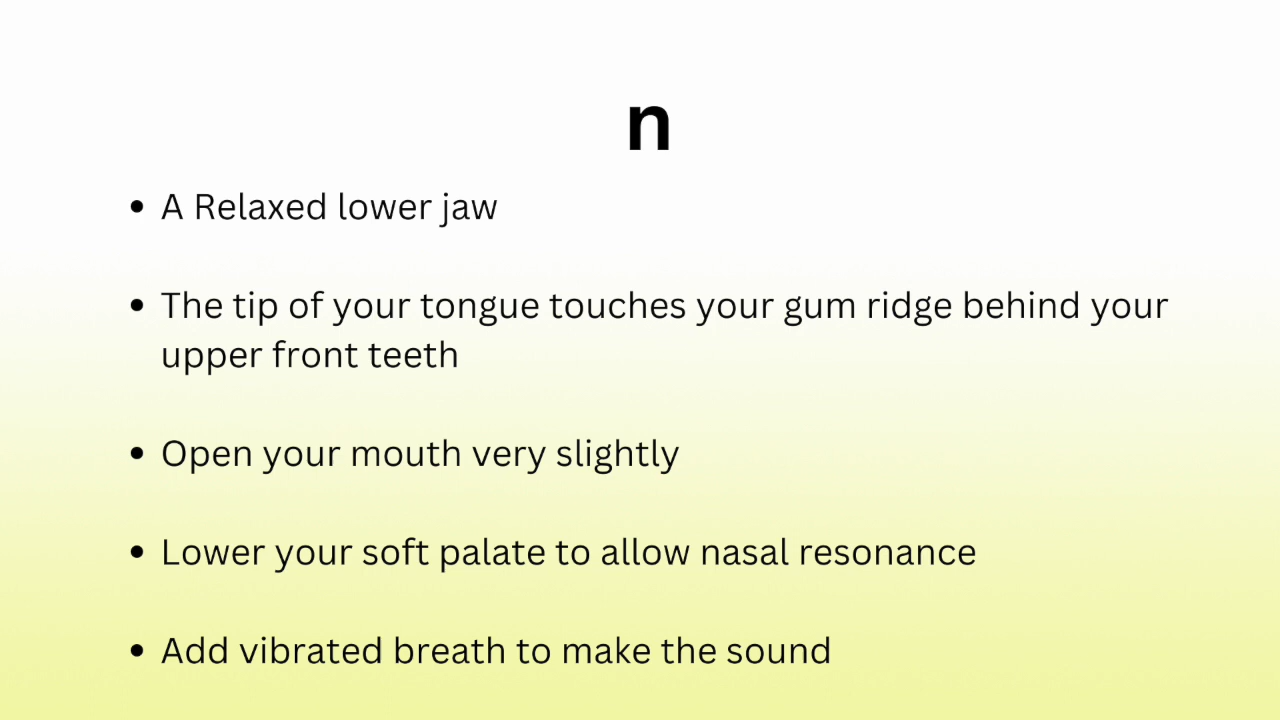 n
• A Relaxed lower jaw
• The tip of your tongue touches your gum ridge behind your
upper front teeth
• Open your mouth very slightly
• Lower your soft palate to allow nasal resonance
• Add vibrated breath to make the sound